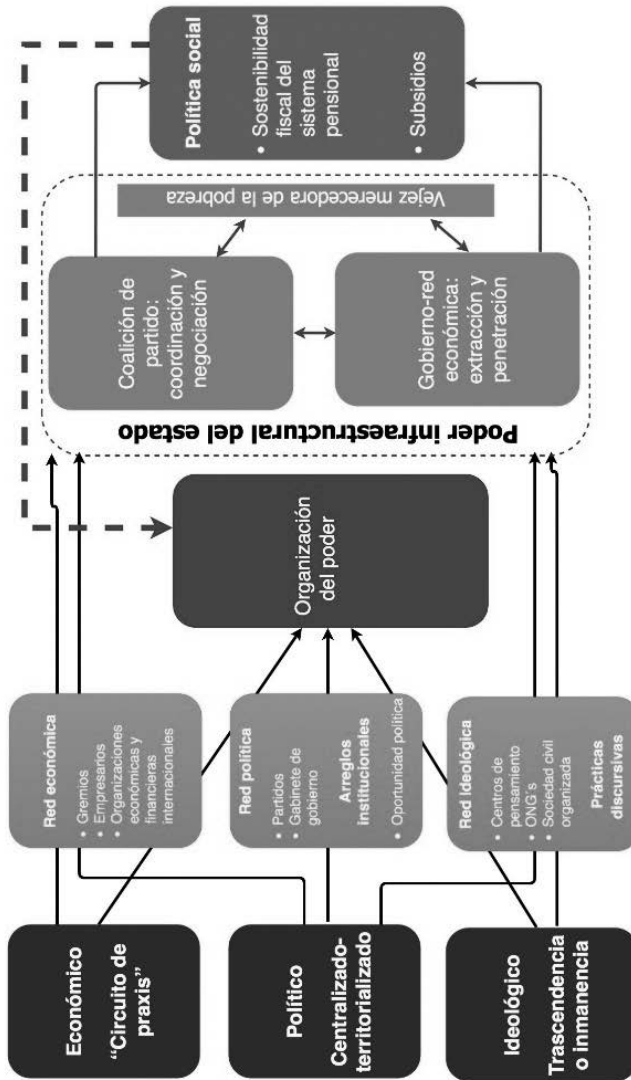 Económico
“Circuito de
praxis”
Político
Centralizado-
territorializado
Ideológico
Trascendencia
o inmanencia
Red económica
• Gremios
• Empresarios
• Organizaciones
económicas y
financieras
internacionales
Red política
• Partidos
• Gabinete de
gobierno
Arreglos
institucionales
• Oportunidad política
Red Ideológica
• Centros de
pensamiento
• ONG´s
• Sociedad civil
organizada
Prácticas
discursivas
Organización
del poder
Poder infraestructural del estado
Coalición de
partido:
coordinación y
negociación
Gobierno-red
económica:
extracción y
penetración
Vejez merecedora de la pobreza
Política social
• Sostenibilidad
fiscal del
sistema
pensional
• Subsidios